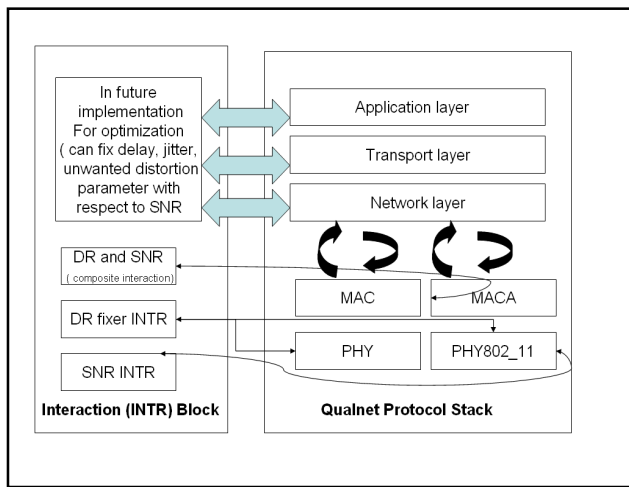 In future
implementation
For optimization
( can fix delay, jitter,
unwanted distortion
parameter with
respect to SNR
DR and SNR
( composite interaction)
DR fixer INTR
SNR INTR
Interaction (INTR) Block
Application layer
Transport layer
Network layer
MAC
MACA
PHY
PHY802_11
Qualnet Protocol Stack